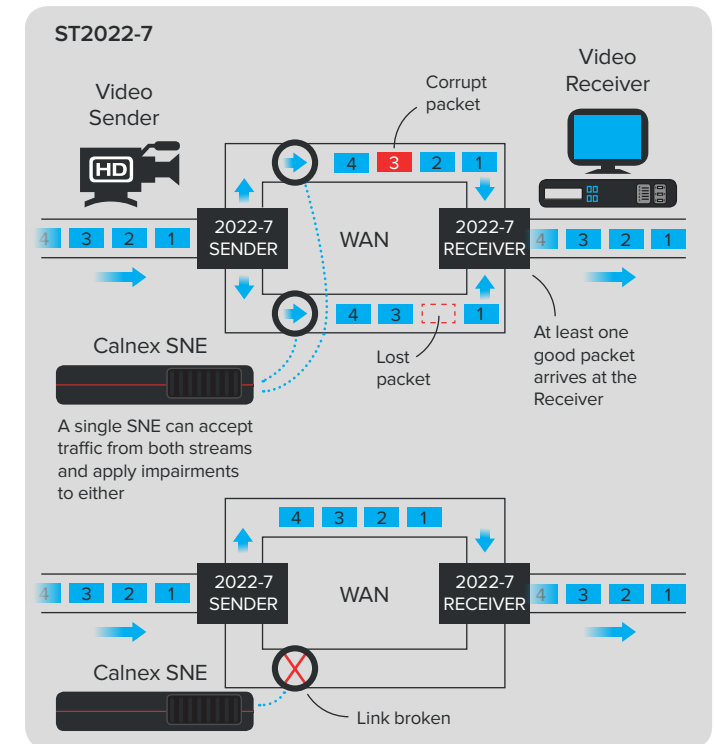 ST2022-7
Video
Sender
HD
Corrupt
packet
Video
Receiver
4 3 2 1
4 3 2 1
2022-7
SENDER
WAN
2022-7
RECEIVER
4 3 2 1
4 3 1
Calnex SNE
Lost
packet
At least one
good packet
arrives at the
Receiver
A single SNE can accept
traffic from both streams
and apply impairments
to either
4 3 2 1
4 3 2 1
2022-7
SENDER
WAN
2022-7
RECEIVER
4 3 2 1
Calnex SNE
Link broken